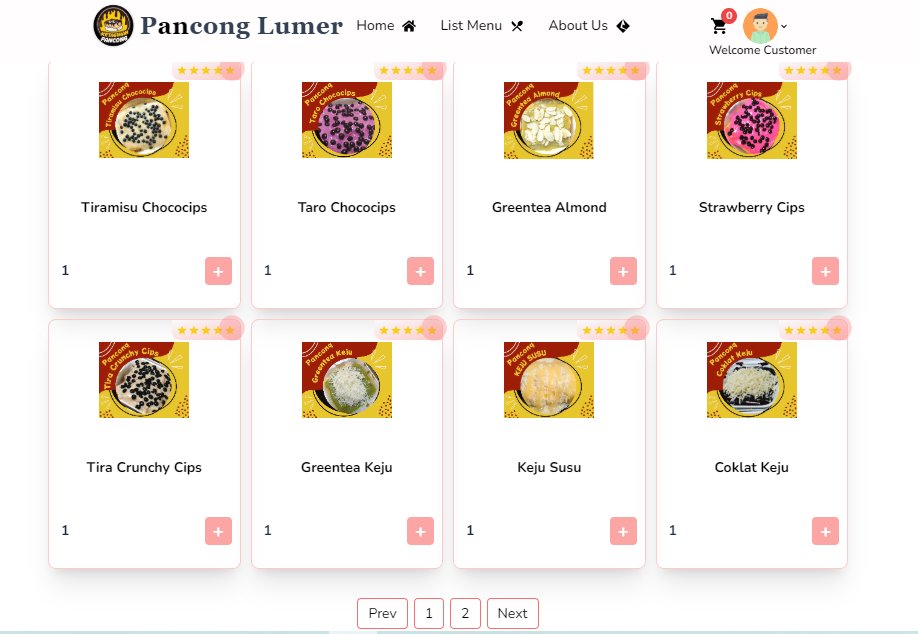 Pancong Lumer
Home
List Menu
About Us
0
Welcome Customer
Pancong
Tiramisu Chococips
Pancong
Taro Chococips
Pancong
Greentea Almond
Pancong
Strawberry Cips
Tiramisu Chococips
Taro Chococips
Greentea Almond
Strawberry Cips
1
+
1
+
1
+
1
+
Pancong
Tira Crunchy Cips
Pancong
Greentea Keju
Pancong
KEJU SUSU
Pancong
Coklat Keju
Tira Crunchy Cips
Greentea Keju
Keju Susu
Coklat Keju
1
+
1
+
1
+
1
+
Prev
1
2
Next